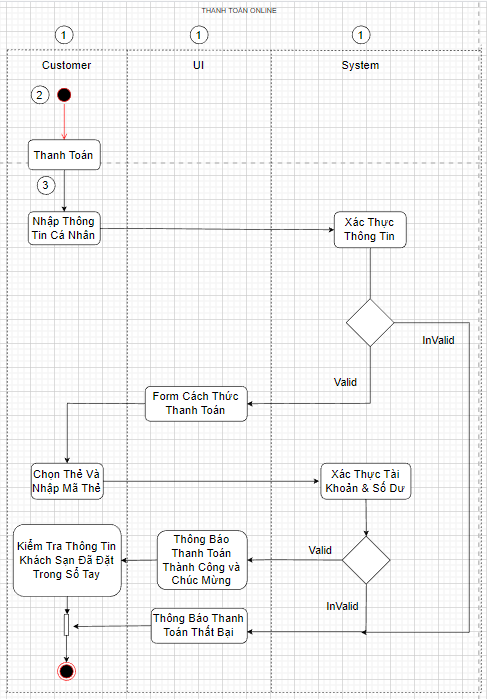 THANH TOÁN ONLINE
1
1
1
Customer
UI
System
2
Thanh Toán
3
Nhập Thông
Tin Cá Nhân
Xác Thực
Thông Tin
InValid
Valid
Form Cách Thức
Thanh Toán
Chọn Thẻ Và
Nhập Mã Thẻ
Xác Thực Tài
Khoản & Số Dư
Kiểm Tra Thông Tin
Khách Sạn Đã Đặt
Trong Sổ Tay
Thông Báo
Thanh Toán
Thành Công và
Chúc Mừng
Valid
InValid
Thông Báo Thanh
Toán Thất Bại